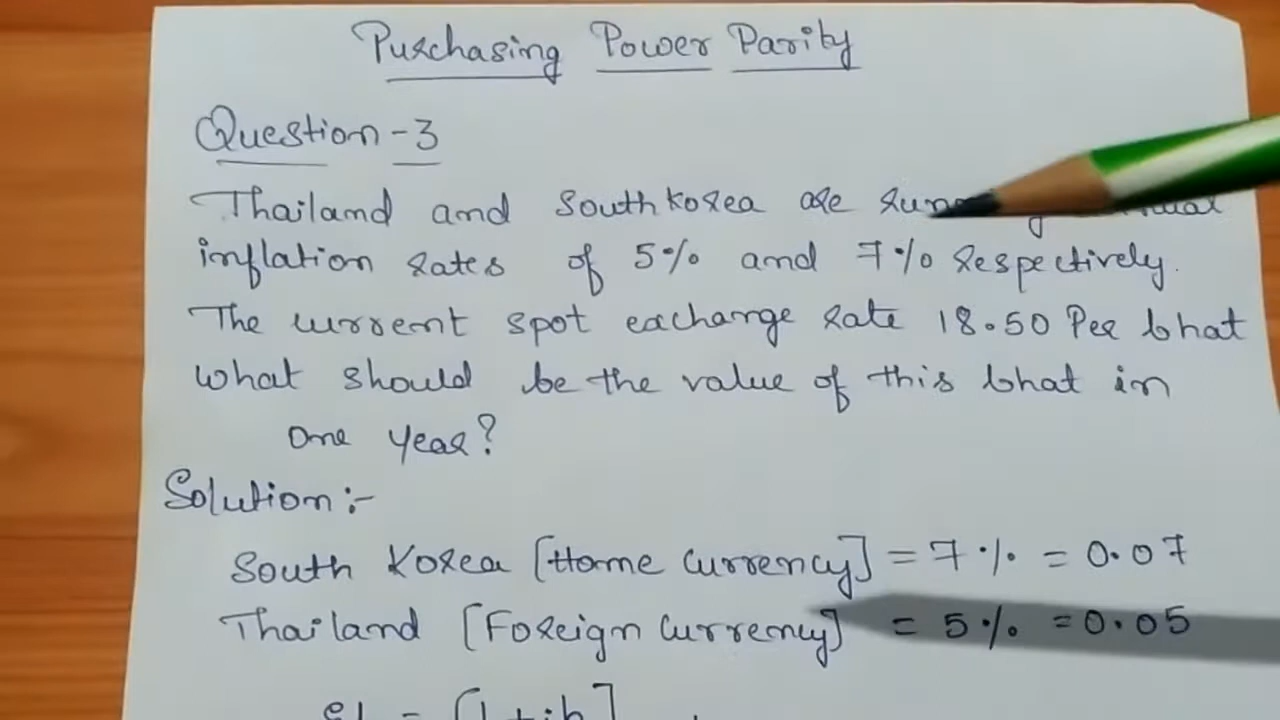 Purchasing Power Parity
Question -3
Thailand and South Korea are
inflation rates of 5% and 7% respectively.
The current spot exchange rate 18.50 Per bhat
what should be the value of this bhat in
one year?
Solution:-
South Korea [Home Currency] = 7% = 0.07
Thailand [Foreign Currency] = 5% = 0.05